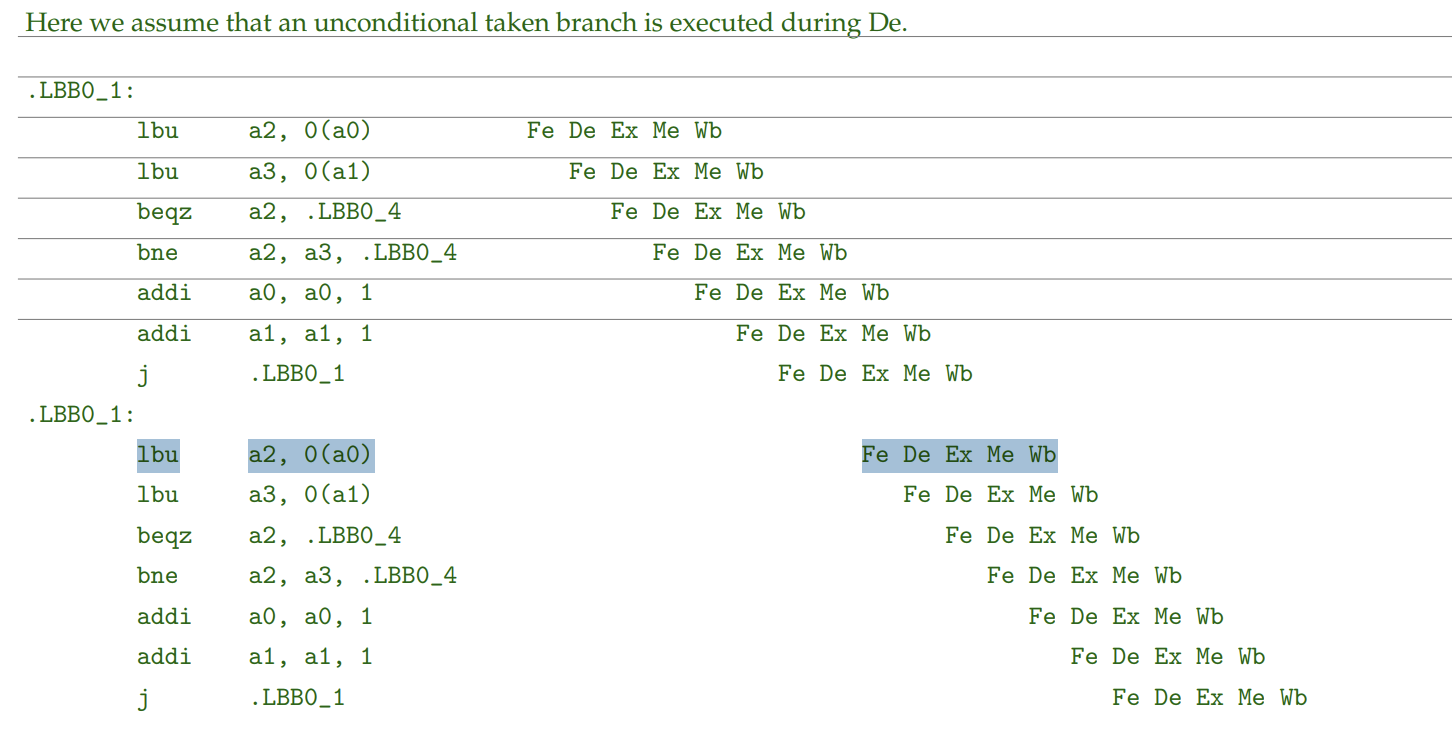 Here we assume that an unconditional taken branch is executed during De.
.LBB0_1:
lbu a2, 0(a0) Fe De Ex Me Wb
lbu a3, 0(a1) Fe De Ex Me Wb
beqz a2, .LBB0_4 Fe De Ex Me Wb
bne a2, a3, .LBB0_4 Fe De Ex Me Wb
addi a0, a0, 1 Fe De Ex Me Wb
addi a1, a1, 1 Fe De Ex Me Wb
j .LBB0_1 Fe De Ex Me Wb
.LBB0_1:
lbu a2, 0(a0) Fe De Ex Me Wb
lbu a3, 0(a1) Fe De Ex Me Wb
beqz a2, .LBB0_4 Fe De Ex Me Wb
bne a2, a3, .LBB0_4 Fe De Ex Me Wb
addi a0, a0, 1 Fe De Ex Me Wb
addi a1, a1, 1 Fe De Ex Me Wb
j .LBB0_1 Fe De Ex Me Wb